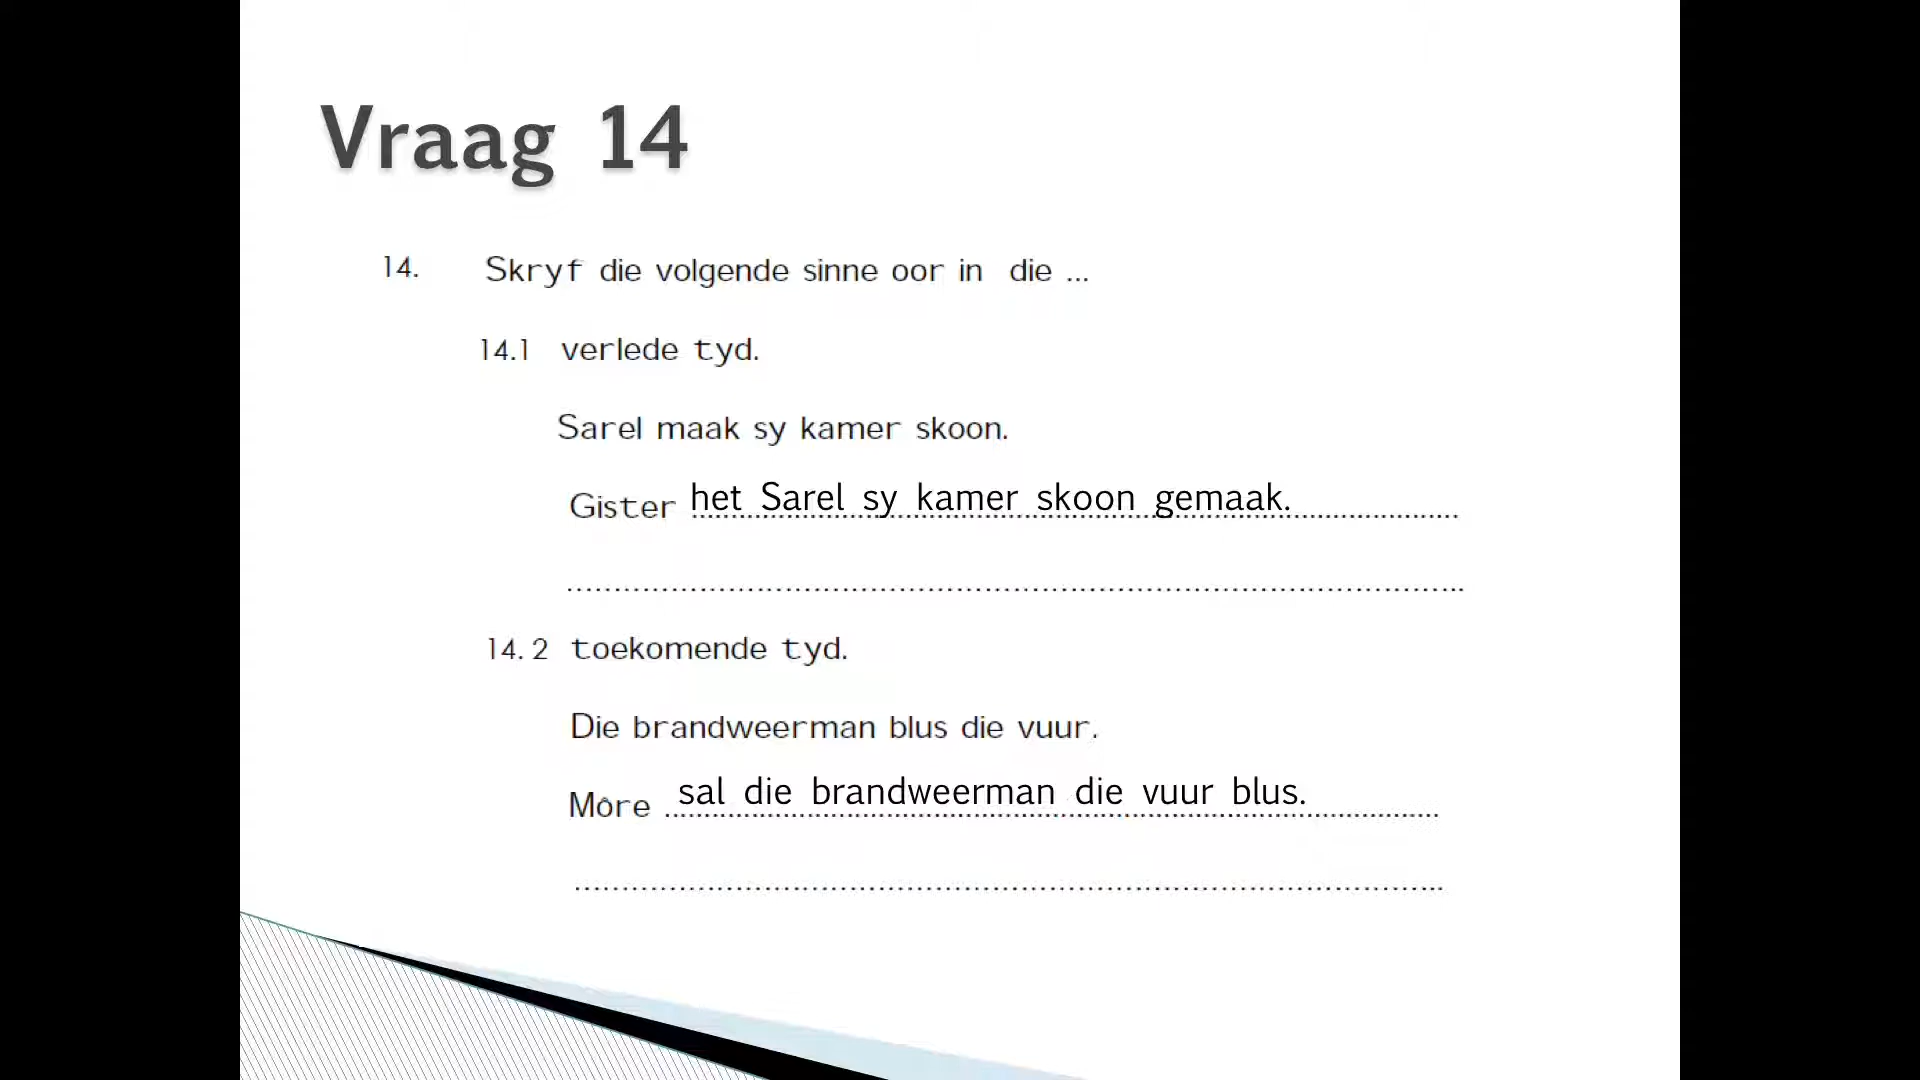 Vraag 14
14. Skryf die volgende sinne oor in die ...
14.1 verlede tyd.
Sarel maak sy kamer skoon.
Gister het Sarel sy kamer skoon gemaak.
14.2 toekomende tyd.
Die brandweerman blus die vuur.
Môre sal die brandweerman die vuur blus.